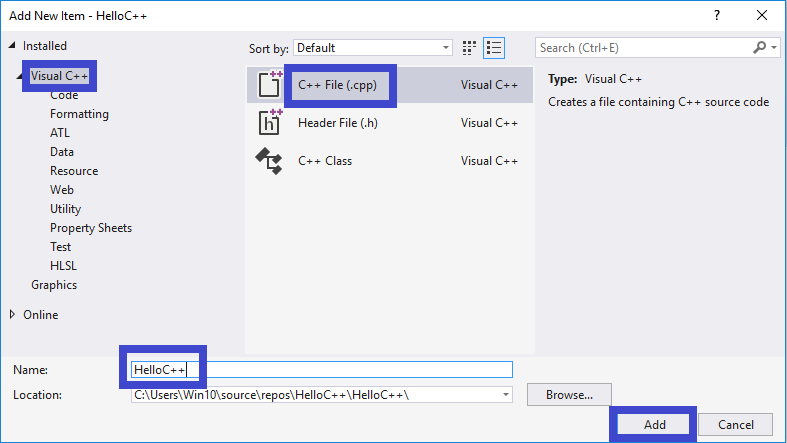 Add New Item - HelloC++
?
Installed
Visual C++
Code
Formatting
ATL
Data
Resource
Web
Utility
Property Sheets
Test
HLSL
Graphics
Online
Sort by: Default
C++ File (.cpp) Visual C++
Header File (.h) Visual C++
C++ Class Visual C++
Search (Ctrl+E)
Type: Visual C++
Creates a file containing C++ source code
Name: HelloC++
Location: C:\Users\Win10\source\repos\HelloC++\HelloC++\
Browse...
Add Cancel